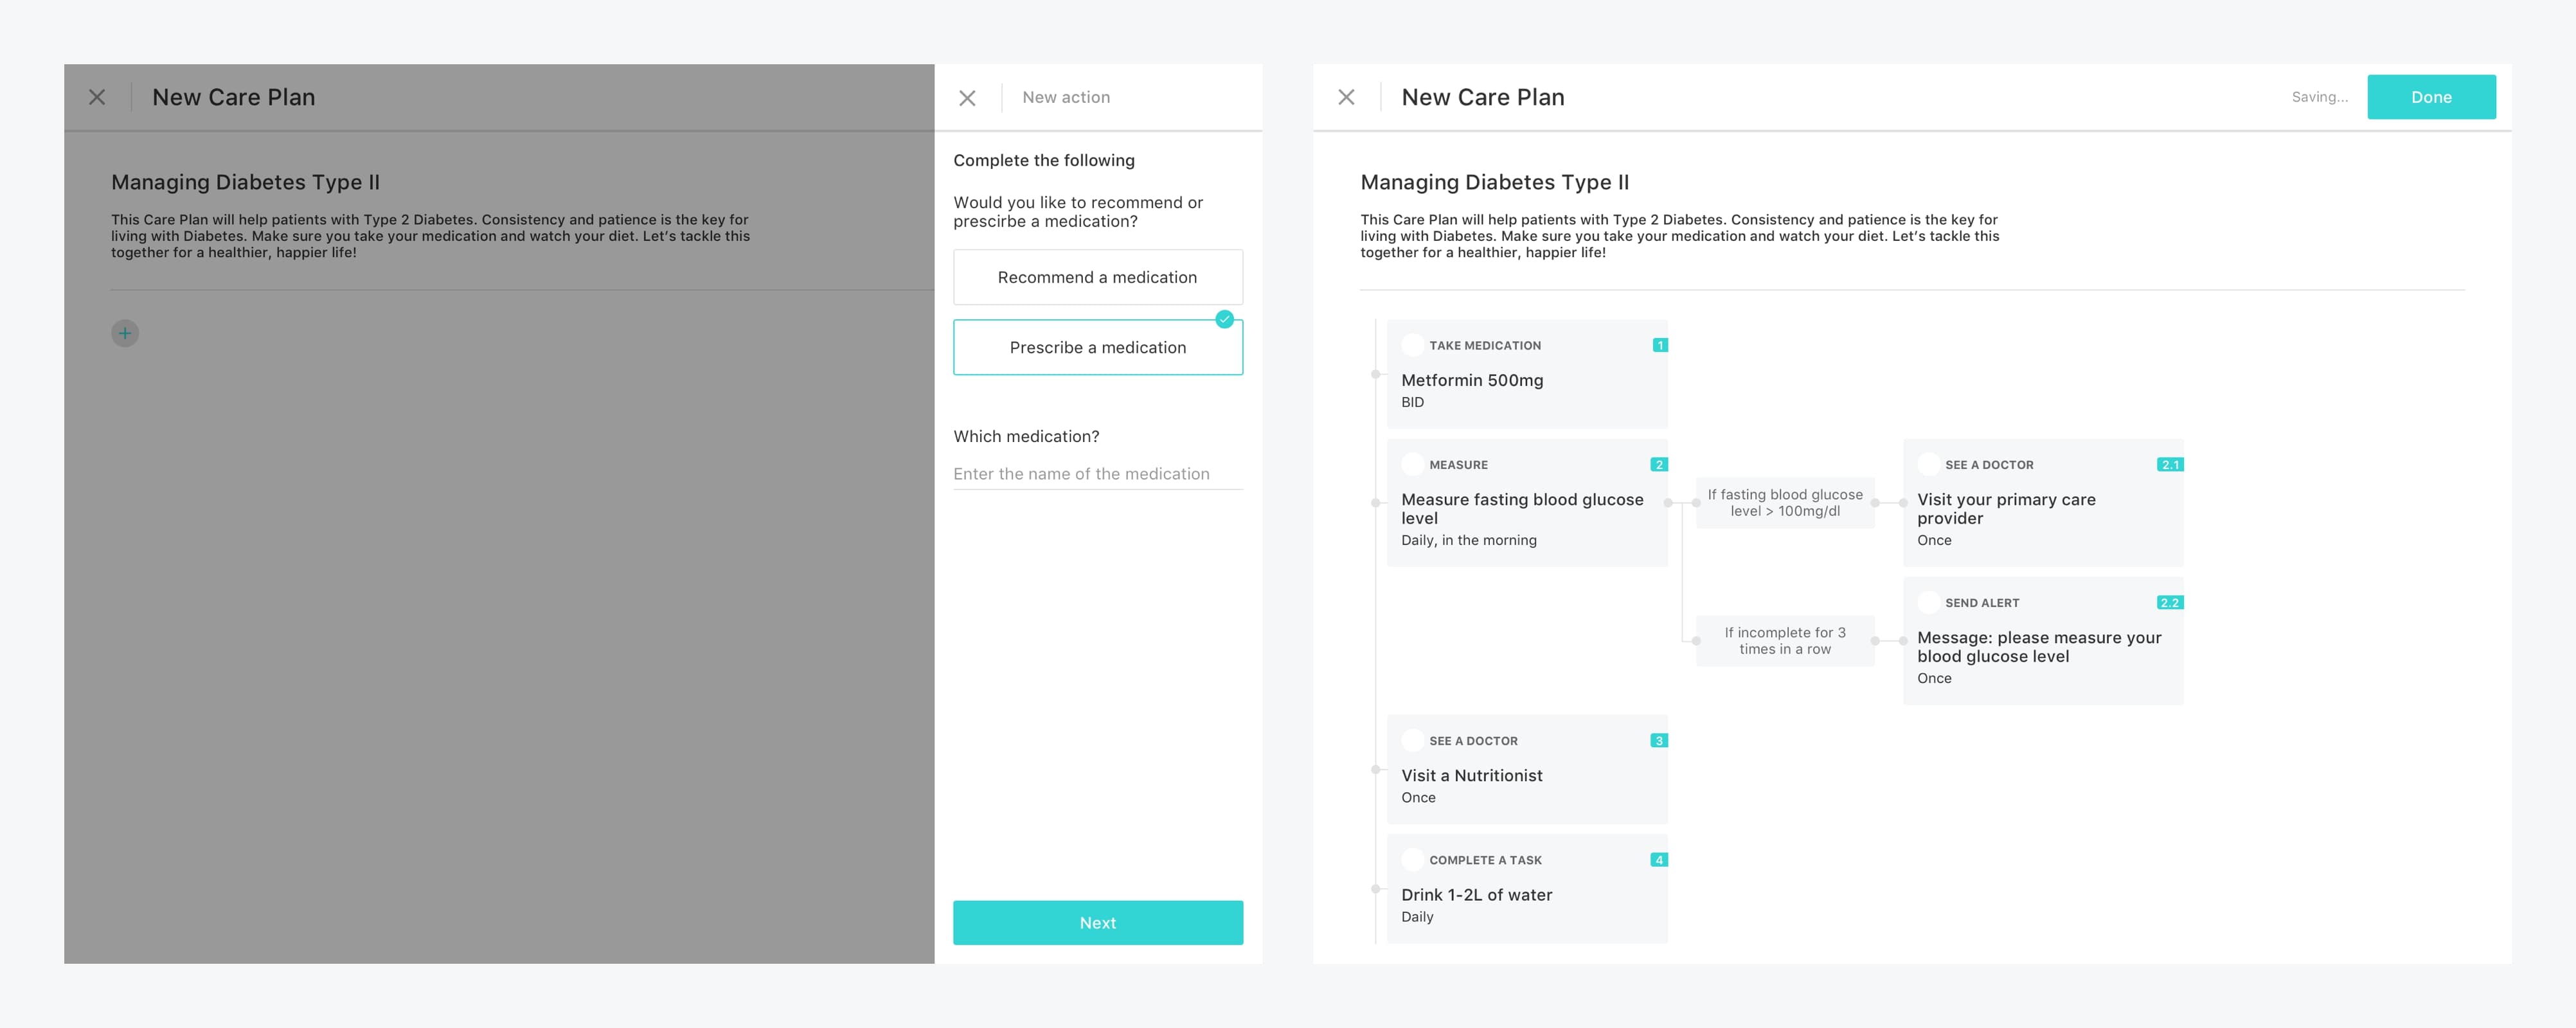 New Care Plan
Managing Diabetes Type II
This Care Plan will help patients with Type 2 Diabetes. Consistency and patience is the key for
living with Diabetes. Make sure you take your medication and watch your diet. Let's tackle this
together for a healthier, happier life!
New action
Complete the following
Would you like to recommend or
prescirbe a medication?
Recommend a medication
Prescribe a medication
Which medication?
Enter the name of the medication
Next
New Care Plan
Saving...
Done
Managing Diabetes Type II
This Care Plan will help patients with Type 2 Diabetes. Consistency and patience is the key for
living with Diabetes. Make sure you take your medication and watch your diet. Let's tackle this
together for a healthier, happier life!
TAKE MEDICATION
1
Metformin 500mg
BID
MEASURE
2
Measure fasting blood glucose
level
Daily, in the morning
If fasting blood glucose
level > 100mg/dl
SEE A DOCTOR
2.1
Visit your primary care
provider
Once
If incomplete for 3
times in a row
SEND ALERT
2.2
Message: please measure your
blood glucose level
Once
SEE A DOCTOR
3
Visit a Nutritionist
Once
COMPLETE A TASK
4
Drink 1-2L of water
Daily